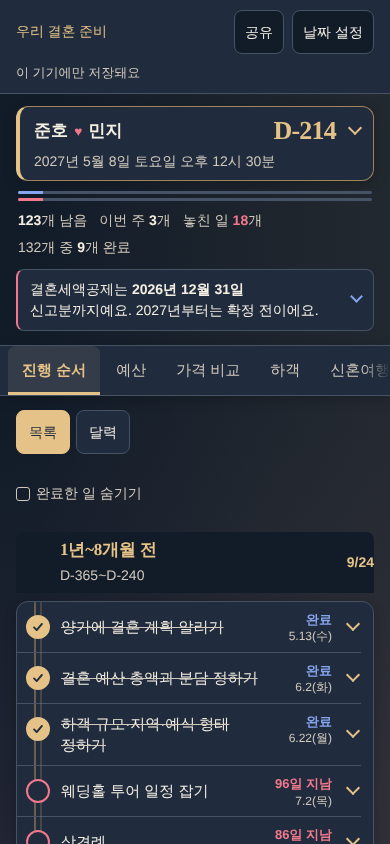 우리 결혼 준비
공유
날짜 설정
이 기기에만 저장돼요
준호 ♥ 민지
D-214
2027년 5월 8일 토요일 오후 12시 30분
123개 남음 이번 주 3개 놓친 일 18개
132개 중 9개 완료
결혼세액공제는 2026년 12월 31일
신고분까지예요. 2027년부터는 확정 전이에요.
진행 순서
예산
가격 비교
하객
신혼여행
목록
달력
완료한 일 숨기기
1년~8개월 전
9/24
D-365~D-240
양가에 결혼 계획 알리기
완료
5.13(수)
결혼 예산 총액과 분담 정하기
완료
6.2(화)
하객 규모·지역·예식 형태
정하기
완료
6.22(월)
웨딩홀 투어 일정 잡기
96일 지남
7.2(목)
상견례
86일 지남